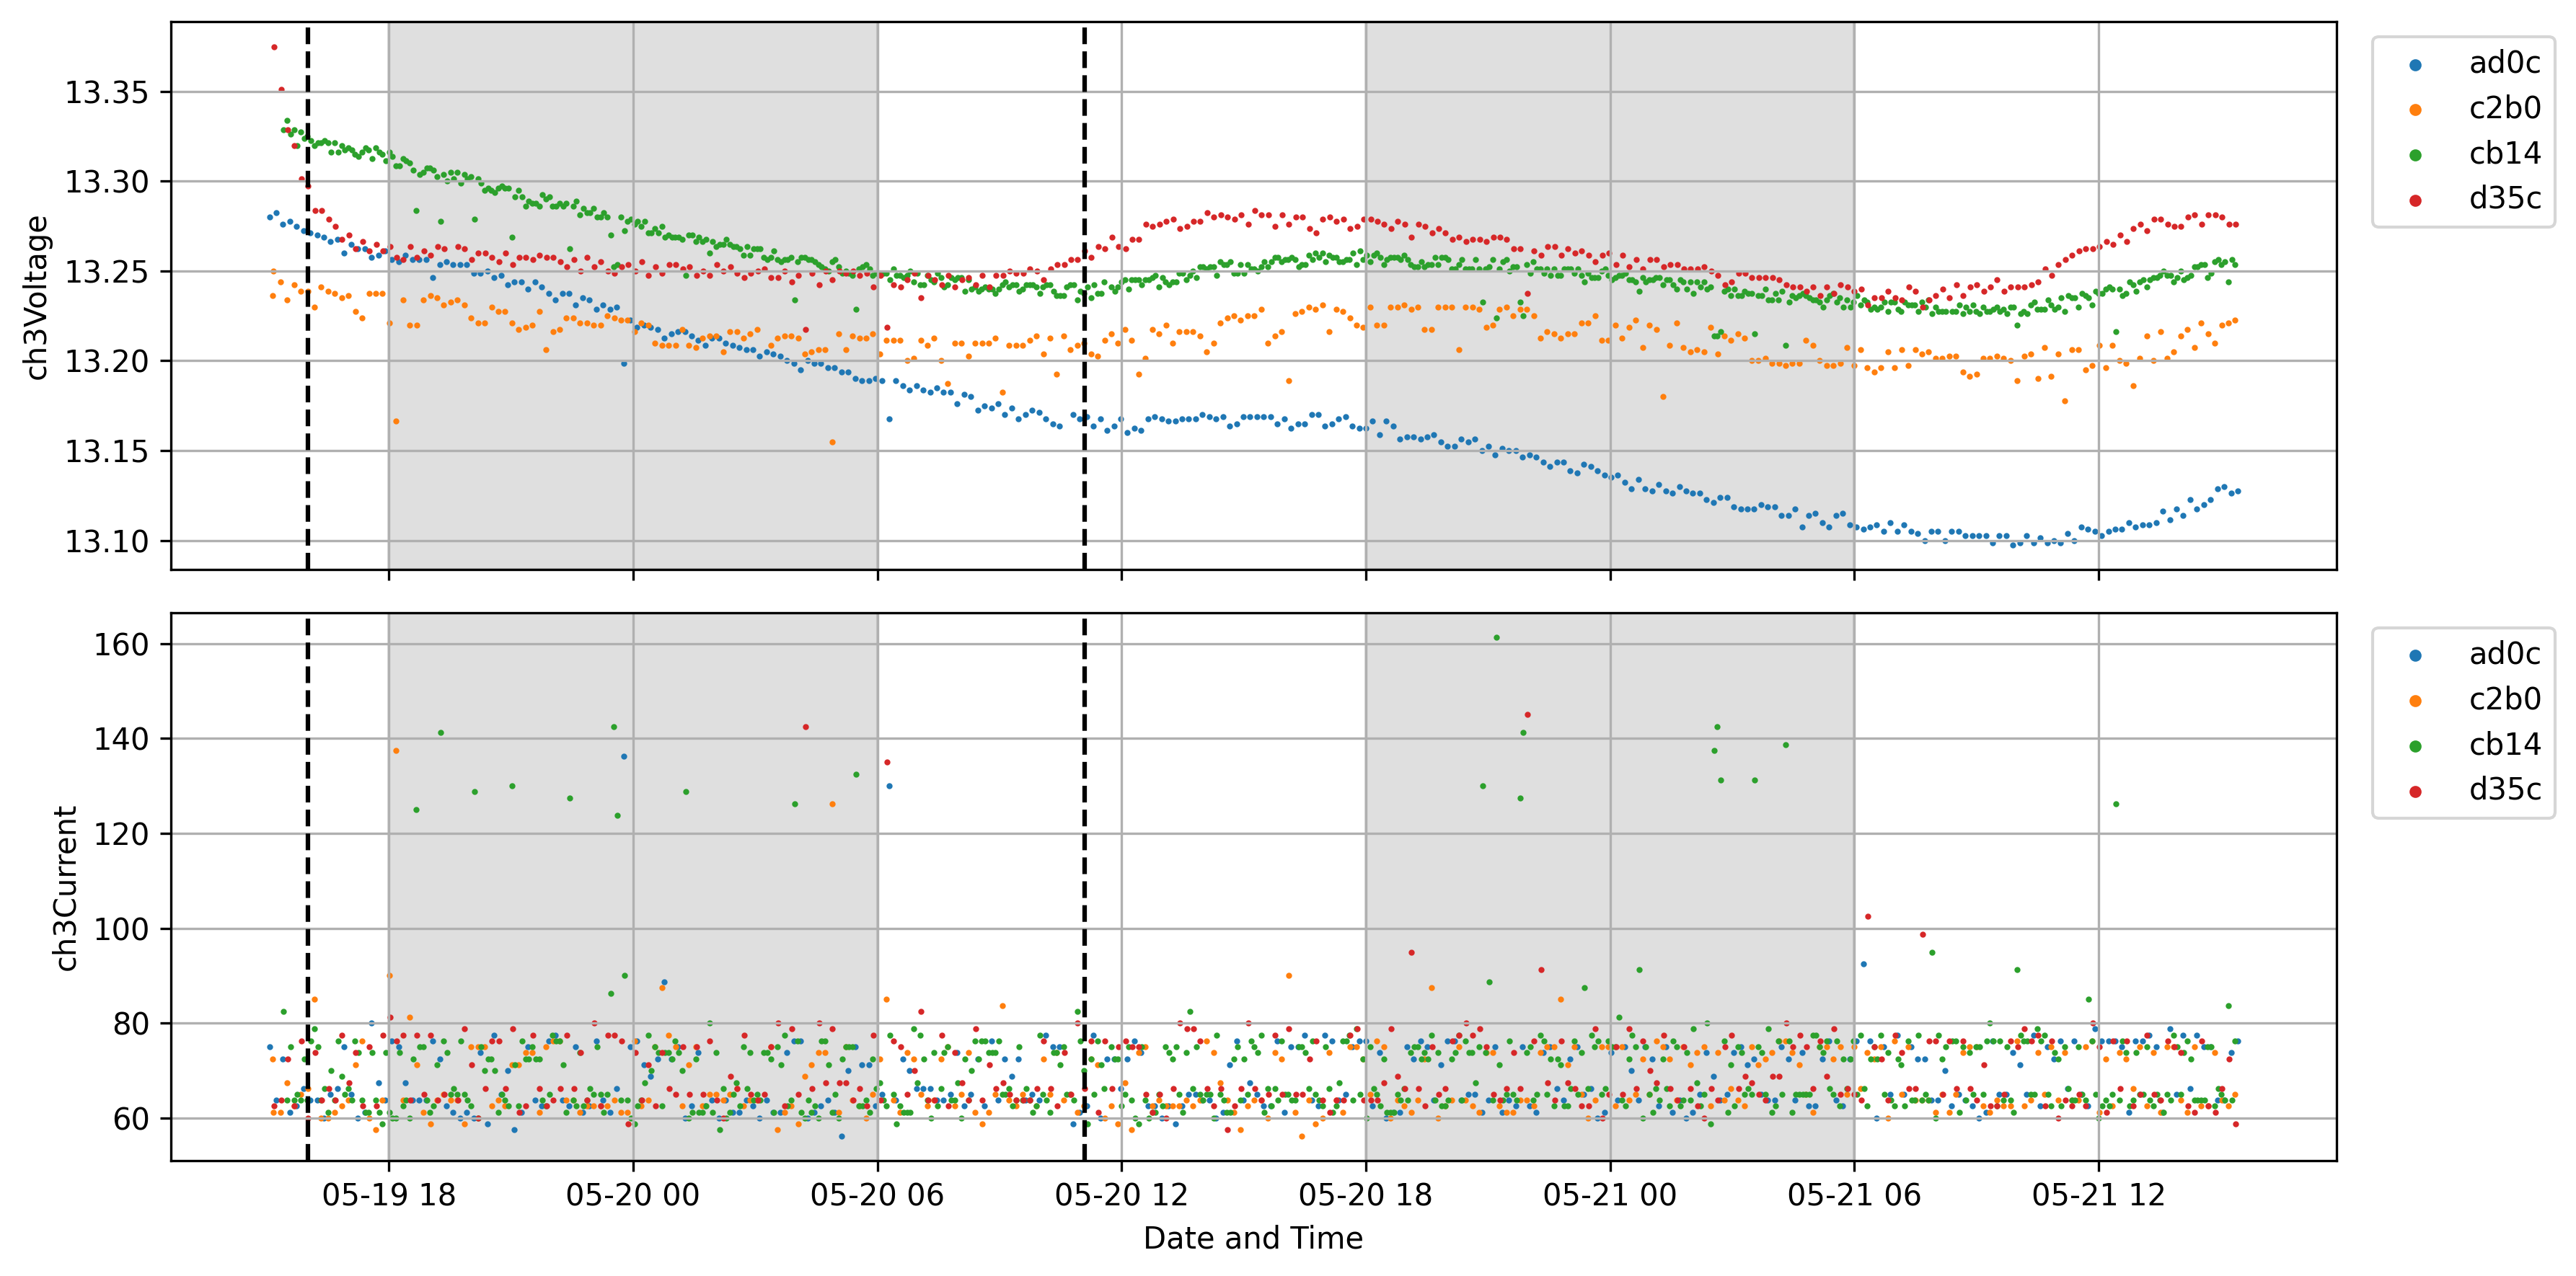 ch3Voltage
13.35
13.30
13.25
13.20
13.15
13.10
ad0c
c2b0
cb14
d35c
ch3Current
160
140
120
100
80
60
ad0c
c2b0
cb14
d35c
05-19 18
05-20 00
05-20 06
05-20 12
05-20 18
05-21 00
05-21 06
05-21 12
Date and Time